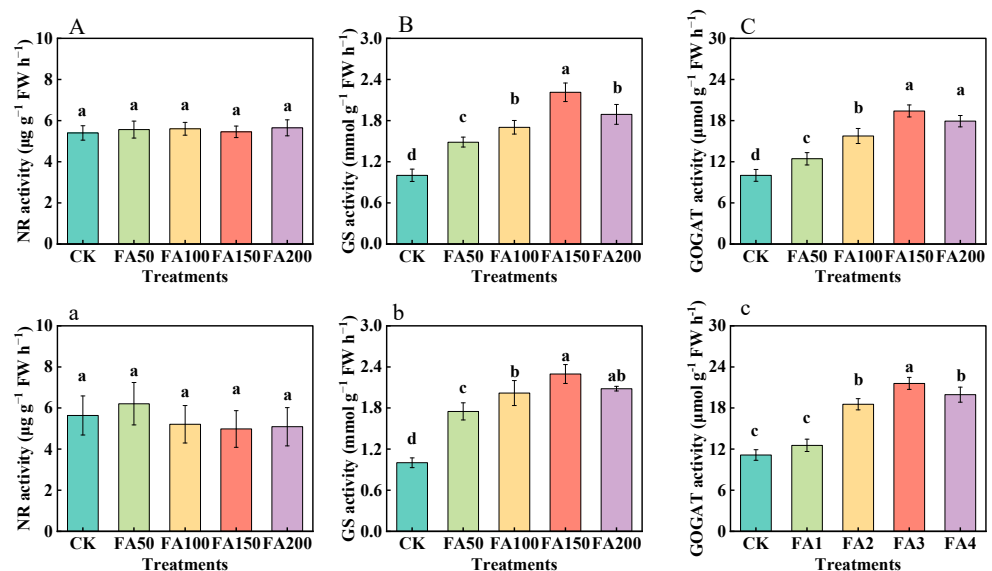 A
NR activity (μg g⁻¹ FW h⁻¹)
10
8
6
4
2
0
a
a
a
a
a
CK
FA50
FA100
FA150
FA200
Treatments
B
GS activity (mmol g⁻¹ FW h⁻¹)
3.0
2.4
1.8
1.2
0.6
0.0
d
c
b
a
b
CK
FA50
FA100
FA150
FA200
Treatments
C
GOGAT activity (μmol g⁻¹ FW h⁻¹)
30
24
18
12
6
0
d
c
b
a
a
CK
FA50
FA100
FA150
FA200
Treatments
a
NR activity (μg g⁻¹ FW h⁻¹)
10
8
6
4
2
0
a
a
a
a
a
CK
FA50
FA100
FA150
FA200
Treatments
b
GS activity (mmol g⁻¹ FW h⁻¹)
3.0
2.4
1.8
1.2
0.6
0.0
d
c
b
a
ab
CK
FA50
FA100
FA150
FA200
Treatments
c
GOGAT activity (μmol g⁻¹ FW h⁻¹)
30
24
18
12
6
0
c
c
b
a
b
CK
FA1
FA2
FA3
FA4
Treatments